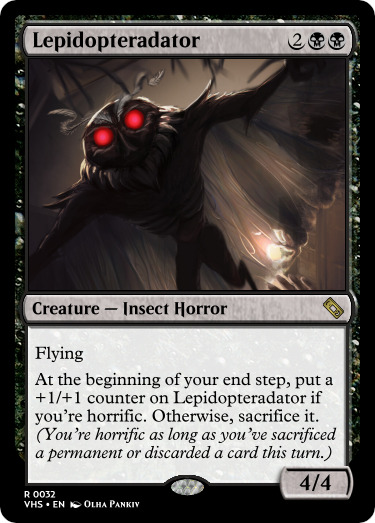 Lepidopteradator 2
Creature — Insect Horror
Flying
At the beginning of your end step, put a
+1/+1 counter on Lepidopteradator if
you're horrific. Otherwise, sacrifice it.
(You're horrific as long as you've sacrificed
a permanent or discarded a card this turn.)
4/4
R 0032
VHS • EN Olha Pankiv